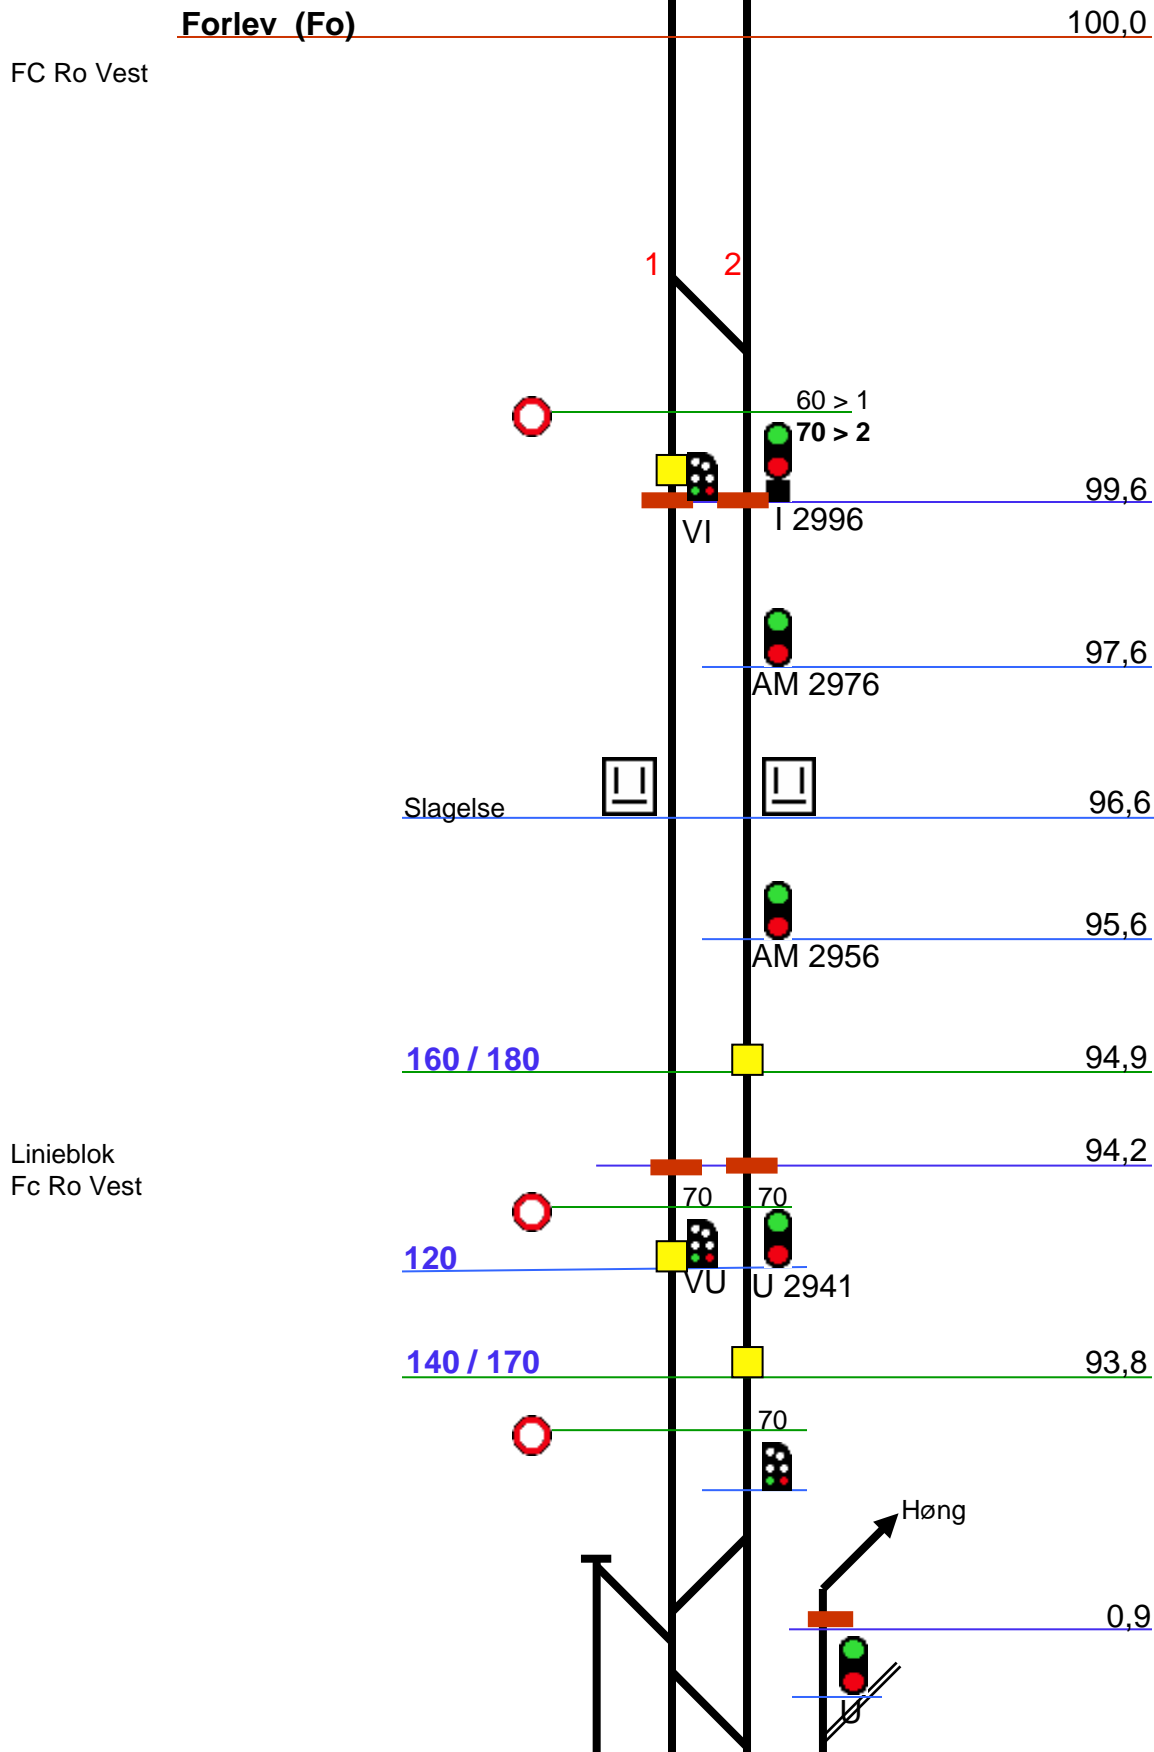 Forlev (Fo) 100,0
FC Ro Vest
1 2
60 > 1
70 > 2
99,6
VI I 2996
97,6
AM 2976
Slagelse 96,6
95,6
AM 2956
160 / 180 94,9
Linieblok 94,2
Fc Ro Vest
70 70
120
VU U 2941
140 / 170 93,8
70
Høng
0,9
U